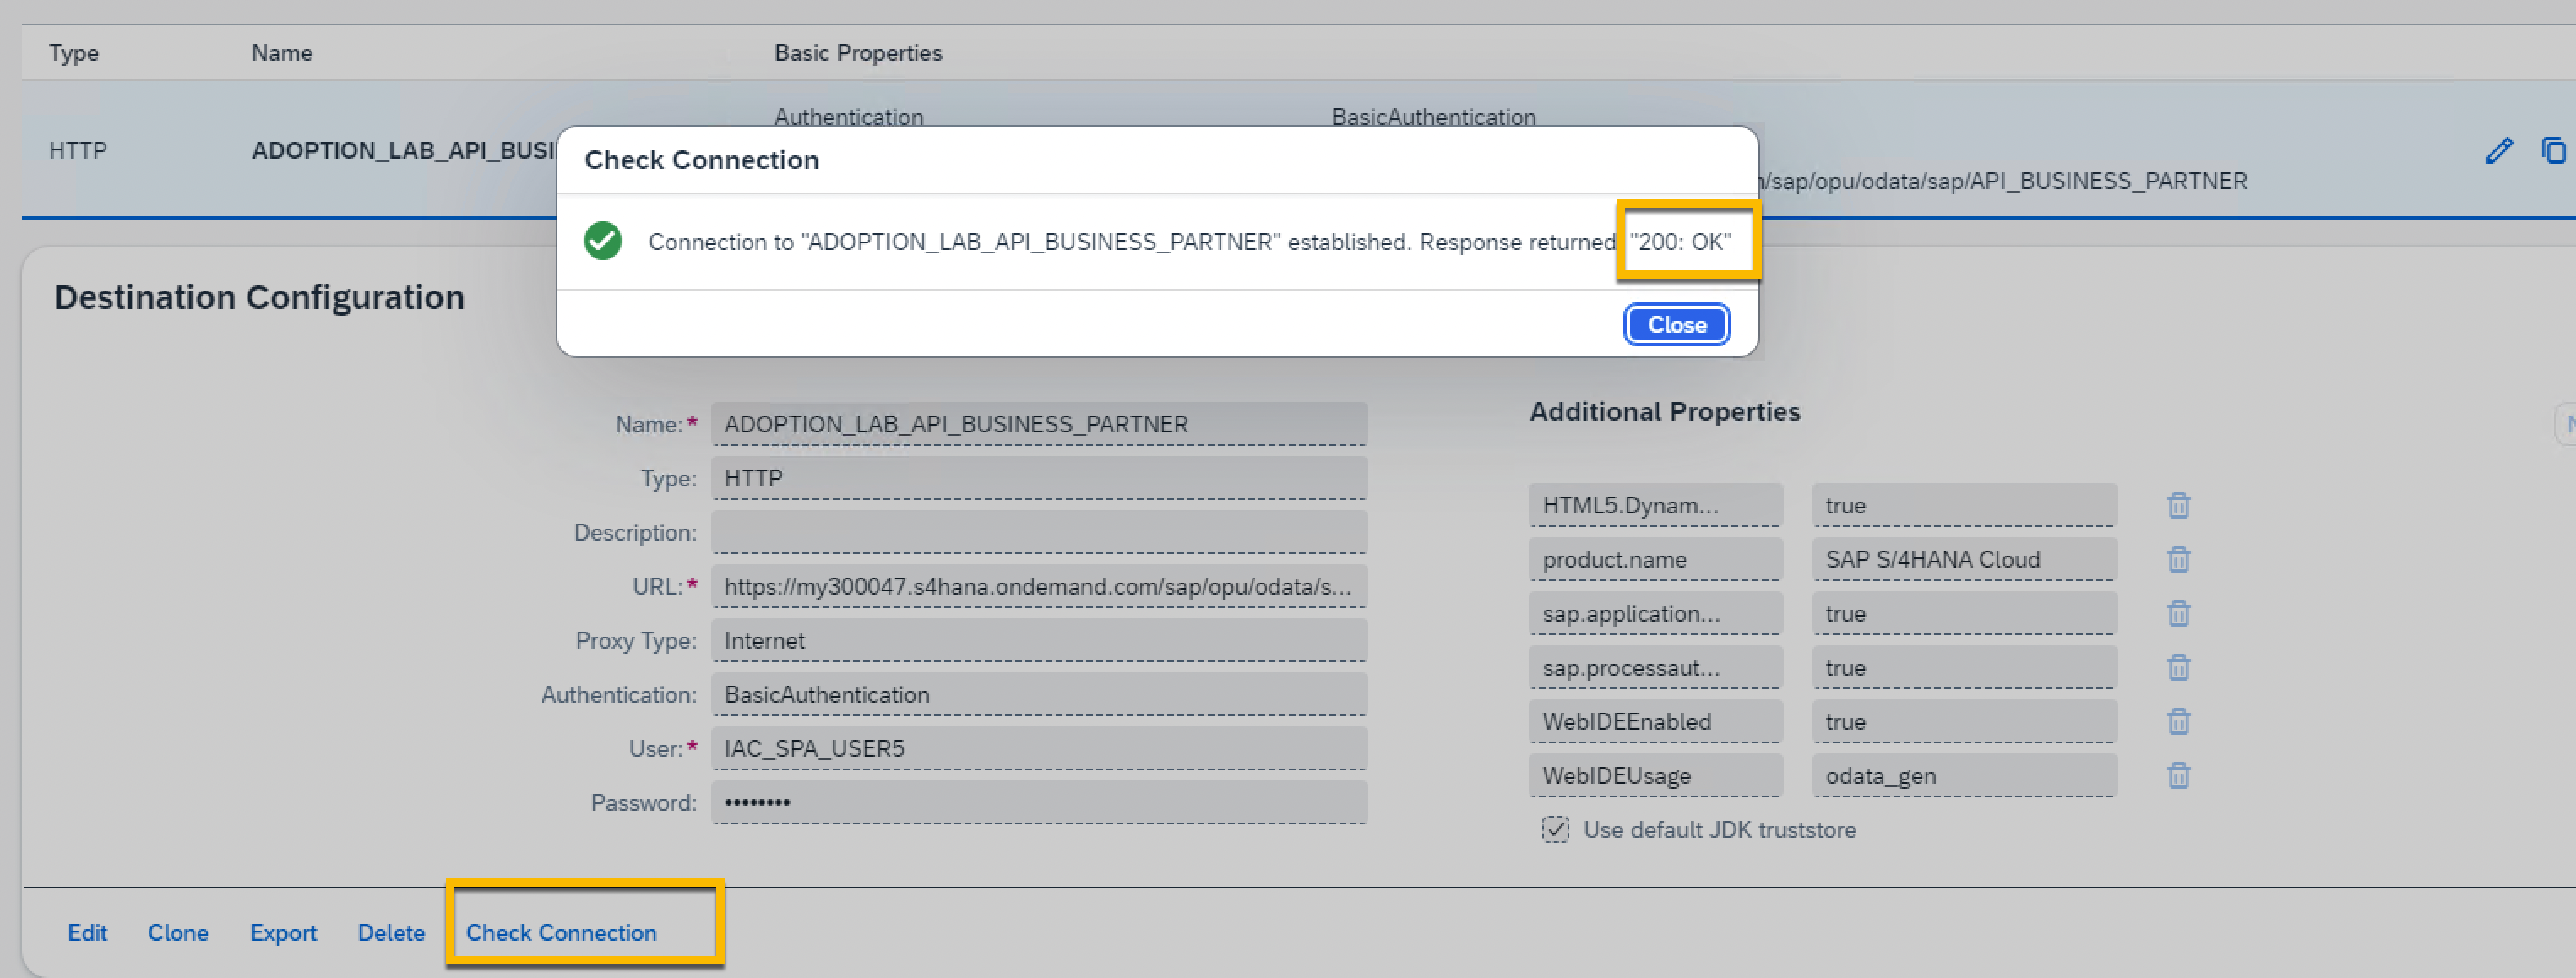 Type Name Basic Properties
Authentication BasicAuthentication
HTTP ADOPTION_LAB_API_BUSI
/sap/opu/odata/sap/API_BUSINESS_PARTNER
Check Connection
Connection to "ADOPTION_LAB_API_BUSINESS_PARTNER" established. Response returned "200: OK"
Close
Destination Configuration
Name:* ADOPTION_LAB_API_BUSINESS_PARTNER
Type: HTTP
Description:
URL:* https://my300047.s4hana.ondemand.com/sap/opu/odata/s...
Proxy Type: Internet
Authentication: BasicAuthentication
User:* IAC_SPA_USER5
Password: ••••••••
Additional Properties
HTML5.Dynam... true
product.name SAP S/4HANA Cloud
sap.application... true
sap.processaut... true
WebIDEEnabled true
WebIDEUsage odata_gen
Use default JDK truststore
Edit Clone Export Delete Check Connection